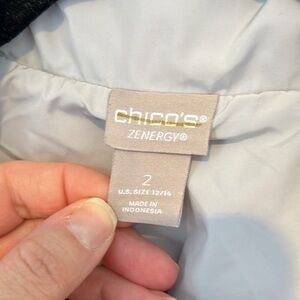 chico's®
ZENERGY®
2
U.S. SIZE 12/14
MADE IN
INDONESIA